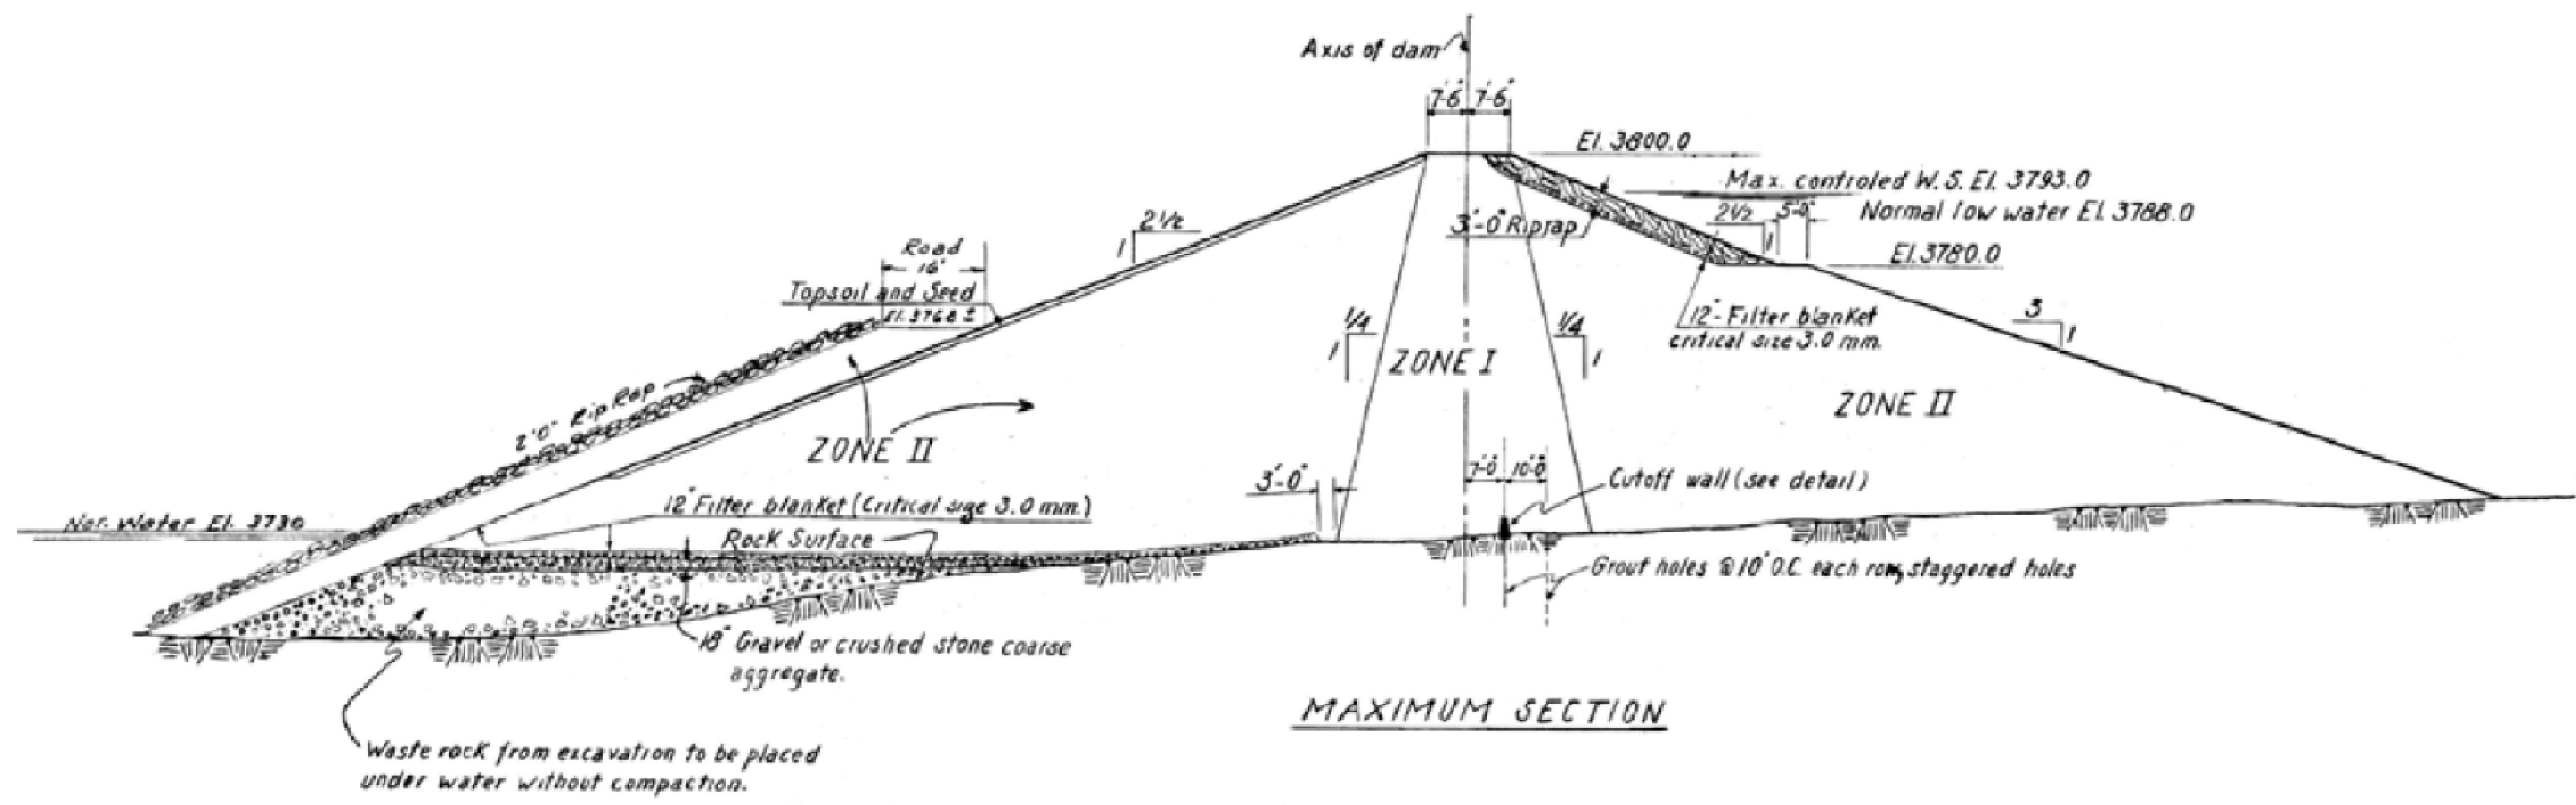 Axis of dam
7'-6" 7'-6"
El. 3800.0
Max. controled W.S. El. 3793.0
Normal low water El. 3788.0
2 1/2
1
5'-0"
El. 3780.0
3'-0" Riprap
12"-Filter blanket
critical size 3.0 mm.
3
1
2 1/2
1
Road
16'
Topsoil and Seed
El. 3768 ±
2'0" Rip Rap
1/4
1
ZONE I
1/4
1
ZONE II
ZONE II
7'-0" 10'-0"
Cutoff wall (see detail)
3'-0"
12" Filter blanket (Critical size 3.0 mm.)
Nor. Water El. 3730
Rock Surface
Grout holes @ 10' O.C. each row, staggered holes
18" Gravel or crushed stone coarse
aggregate.
MAXIMUM SECTION
Waste rock from excavation to be placed
under water without compaction.